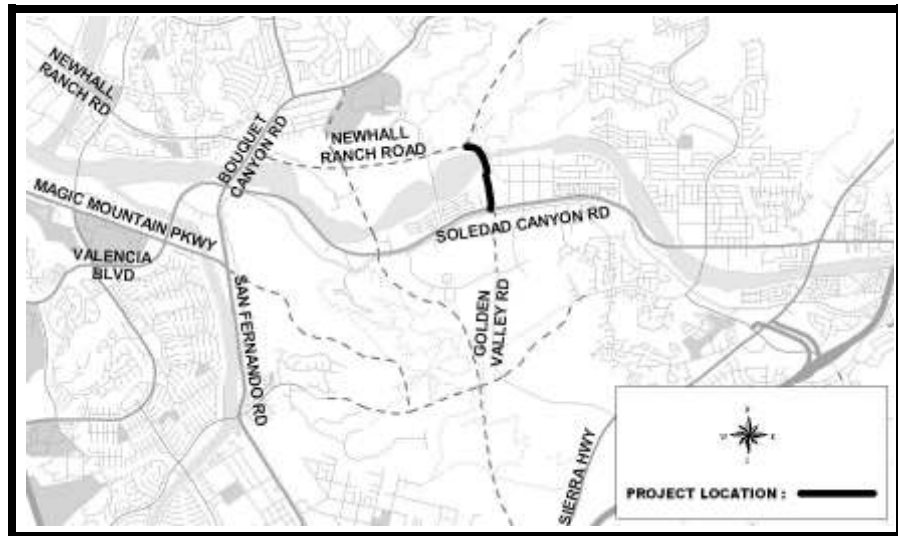 NEWHALL
RANCH RD
BOUQUET
CANYON RD
NEWHALL
RANCH ROAD
MAGIC MOUNTAIN PKWY
VALENCIA
BLVD
SOLEDAD CANYON RD
SAN FERNANDO RD
GOLDEN
VALLEY RD
SIERRA HWY
N
W E
S
PROJECT LOCATION :